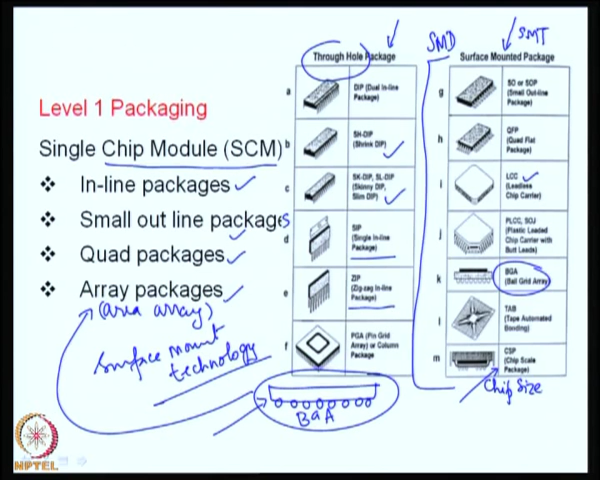 Level 1 Packaging
Single Chip Module (SCM)
❖ In-line packages
❖ Small out line packages
❖ Quad packages
❖ Array packages
(area array)
Surface mount
technology
BGA
Through Hole Package
a
DIP (Dual In-line
Package)
b
SH-DIP
(Shrink DIP)
c
SK-DIP, SL-DIP
(Skinny DIP,
Slim DIP)
d
SIP
(Single In-line
Package)
e
ZIP
(Zig-zag In-line
Package)
f
PGA (Pin Grid
Array) or Column
Package
SMD
SMT
Surface Mounted Package
g
SO or SOP
(Small Out-line
Package)
h
QFP
(Quad Flat
Package)
i
LCC
(Leadless
Chip Carrier)
j
PLCC, SOJ
(Plastic Leaded
Chip Carrier with
Butt Leads)
k
BGA
(Ball Grid Array)
l
TAB
(Tape Automated
Bonding)
m
CSP
(Chip Scale
Package)
Chip Size
NPTEL